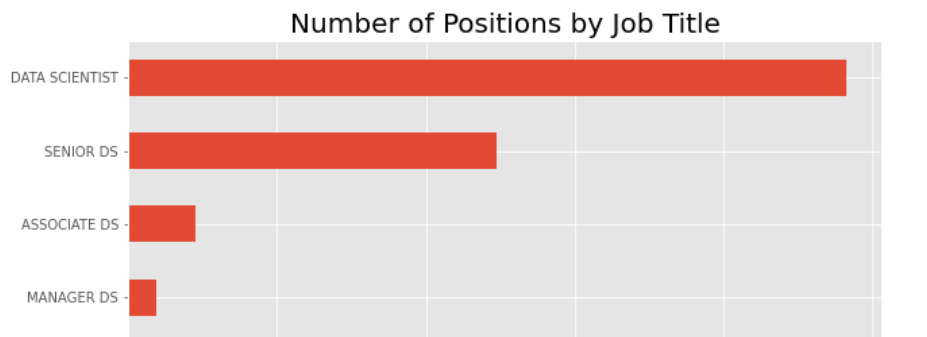 Number of Positions by Job Title
DATA SCIENTIST
SENIOR DS
ASSOCIATE DS
MANAGER DS